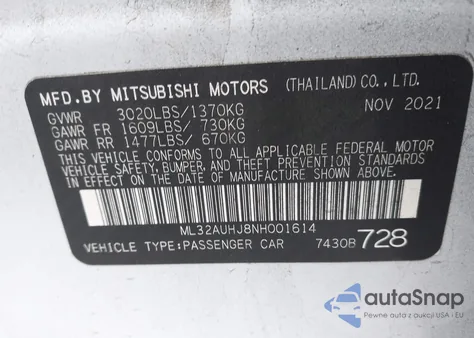 MFD.BY MITSUBISHI MOTORS (THAILAND) CO., LTD.
GVWR 3020LBS/1370KG NOV 2021
GAWR FR 1609LBS/ 730KG
GAWR RR 1477LBS/ 670KG
THIS VEHICLE CONFORMS TO ALL APPLICABLE FEDERAL MOTOR
VEHICLE SAFETY, BUMPER, AND THEFT PREVENTION STANDARDS
IN EFFECT ON THE DATE OF MANUFACTURE SHOWN ABOVE.
ML32AUHJ8NH001614
VEHICLE TYPE:PASSENGER CAR 7430B 728
autoSnap
Pewne auta z aukcji USA i EU